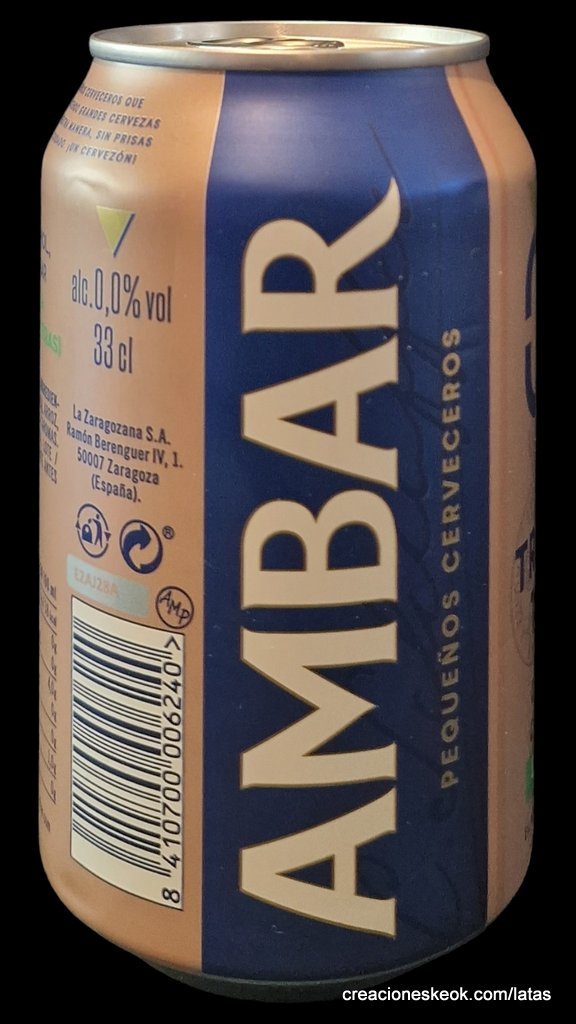 CERVECEROS QUE
GRANDES CERVEZAS
MANERA, SIN PRISAS
¡UN CERVEZÓN!
alc.0,0% vol
33 cl
La Zaragozana S.A.
Ramón Berenguer IV, 1.
50007 Zaragoza
(España).
®
E2AJ28A
Amp
8 410700 006240 >
AMBAR
PEQUEÑOS CERVECEROS
creacioneskeok.com/latas